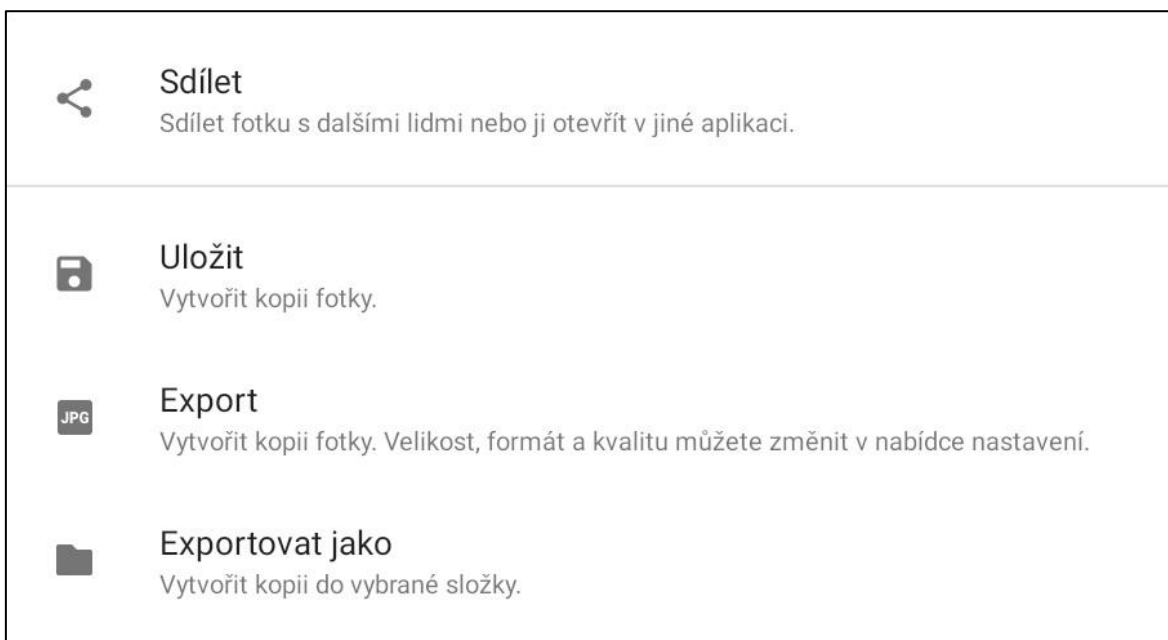 Sdílet
Sdílet fotku s dalšími lidmi nebo ji otevřít v jiné aplikaci.
Uložit
Vytvořit kopii fotky.
JPG
Export
Vytvořit kopii fotky. Velikost, formát a kvalitu můžete změnit v nabídce nastavení.
Exportovat jako
Vytvořit kopii do vybrané složky.